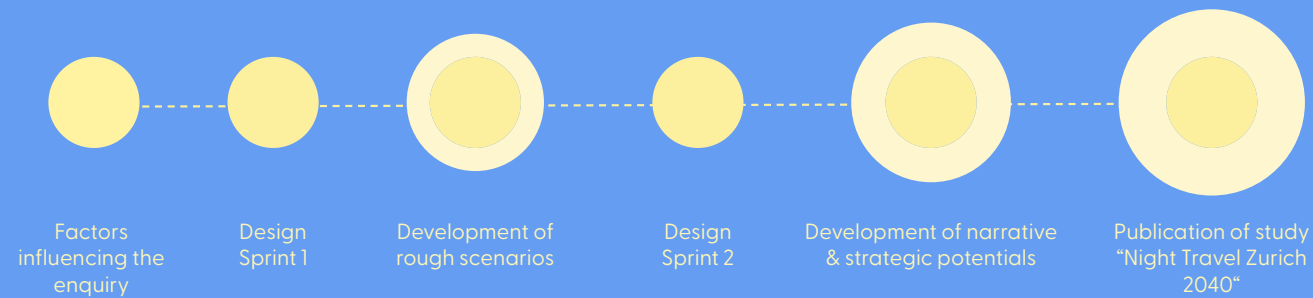 Factors
influencing the
enquiry
Design
Sprint 1
Development of
rough scenarios
Design
Sprint 2
Development of narrative
& strategic potentials
Publication of study
“Night Travel Zurich
2040“